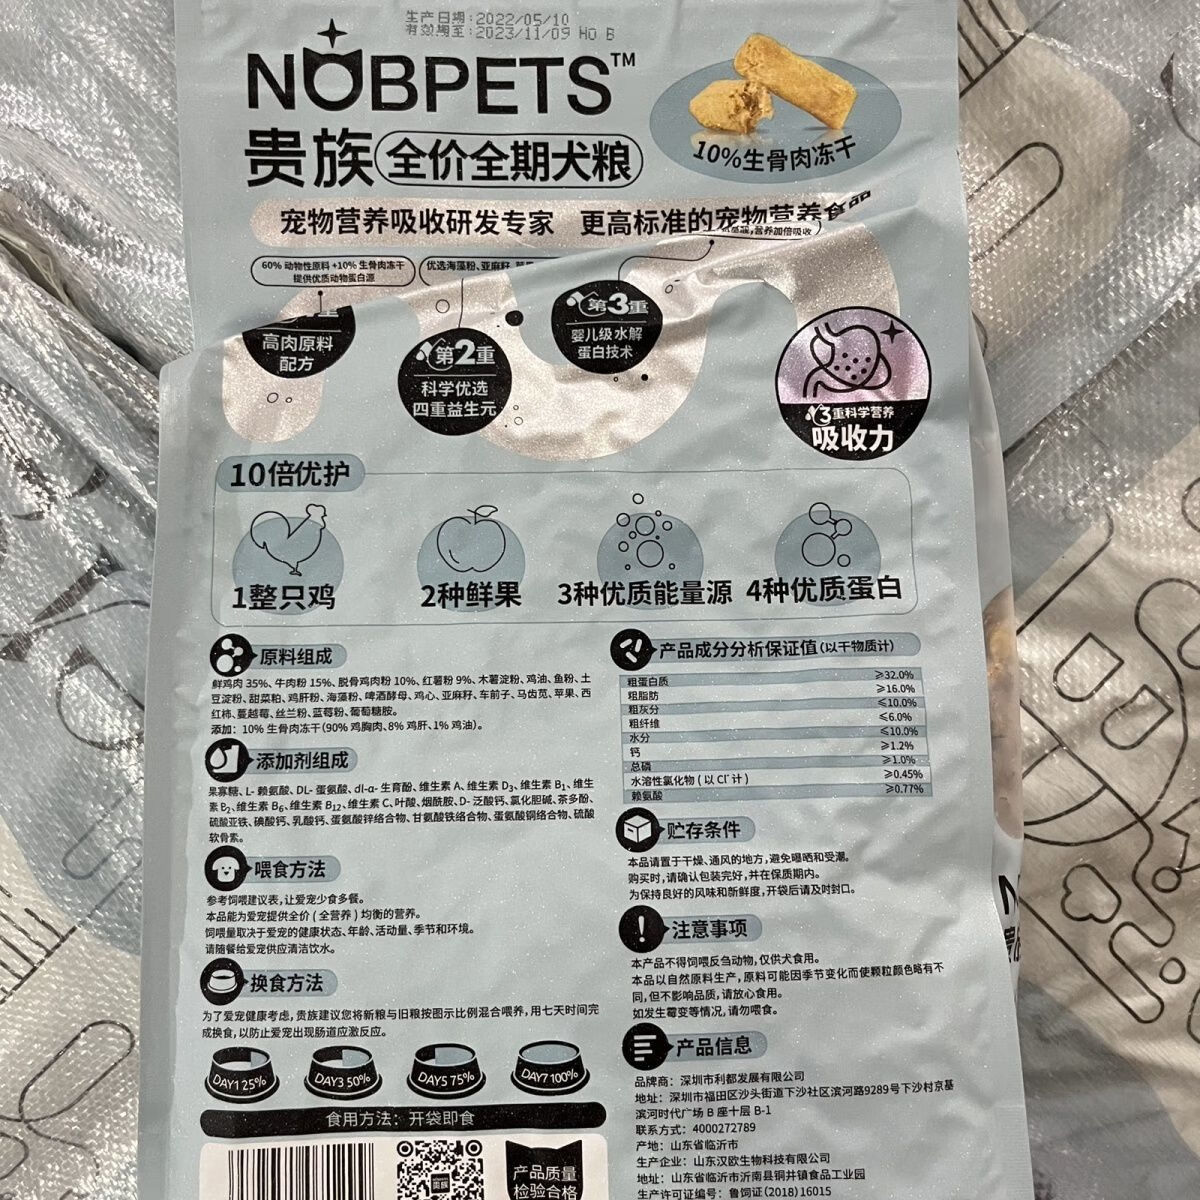 生产日期:2022/05/10
有效期至:2023/11/09 HO B
NOBPETS™
贵族 全价全期犬粮
10%生骨肉冻干
宠物营养吸收研发专家 更高标准的宠物营养食品
60% 动物性原料 +10% 生骨肉冻干
提供优质动物蛋白源
优选海藻粉、亚麻籽、
营养加倍吸收
高肉原料
配方
第2重
科学优选
四重益生元
第3重
婴儿级水解
蛋白技术
3重科学营养
吸收力
10倍优护
1整只鸡
2种鲜果
3种优质能量源
4种优质蛋白
原料组成
鲜鸡肉 35%、牛肉粉 15%、脱骨鸡肉粉 10%、红薯粉 9%、木薯淀粉、鸡油、鱼粉、土
豆淀粉、甜菜粕、鸡肝粉、海藻粉、啤酒酵母、鸡心、亚麻籽、车前子、马齿苋、苹果、西
红柿、蔓越莓、丝兰粉、蓝莓粉、葡萄糖胺。
添加：10% 生骨肉冻干(90% 鸡胸肉、8% 鸡肝、1% 鸡油)。
添加剂组成
果寡糖、L- 赖氨酸、DL- 蛋氨酸、dl-α- 生育酚、维生素 A、维生素 D3、维生素 B1、维生
素 B2、维生素 B6、维生素 B12、维生素 C、叶酸、烟酰胺、D- 泛酸钙、氯化胆碱、茶多酚、
硫酸亚铁、碘酸钙、乳酸钙、蛋氨酸锌络合物、甘氨酸铁络合物、蛋氨酸铜络合物、硫酸
软骨素。
喂食方法
参考饲喂建议表,让爱宠少食多餐。
本品能为爱宠提供全价 ( 全营养 ) 均衡的营养。
饲喂量取决于爱宠的健康状态、年龄、活动量、季节和环境。
请随餐给爱宠供应清洁饮水。
换食方法
为了爱宠健康考虑,贵族建议您将新粮与旧粮按图示比例混合喂养,用七天时间完
成换食,以防止爱宠出现肠道应激反应。
DAY1 25%
DAY3 50%
DAY5 75%
DAY7 100%
食用方法：开袋即食
贵族
产品质量
检验合格
产品成分分析保证值(以干物质计)
粗蛋白质 ≥32.0%
粗脂肪 ≥16.0%
粗灰分 ≤10.0%
粗纤维 ≤6.0%
水分 ≤10.0%
钙 ≥1.2%
总磷 ≥1.0%
水溶性氯化物 ( 以 Cl⁻ 计 ) ≥0.45%
赖氨酸 ≥0.77%
贮存条件
本品请置于干燥、通风的地方,避免曝晒和受潮。
购买时,请确认包装完好,并在保质期内。
为保持良好的风味和新鲜度,开袋后请及时封口。
注意事项
本产品不得饲喂反刍动物,仅供犬食用。
本品以自然原料生产,原料可能因季节变化而使颗粒颜色略有不
同,但不影响品质,请放心食用。
如发生霉变等情况,请勿喂食。
产品信息
品牌商：深圳市利都发展有限公司
地址：深圳市福田区沙头街道下沙社区滨河路9289号下沙村京基
滨河时代广场 B 座十层 B-1
联系方式：4000272789
产地：山东省临沂市
生产企业：山东汉欧生物科技有限公司
地址：山东省临沂市沂南县铜井镇食品工业园
生产许可证编号：鲁饲证(2018)16015